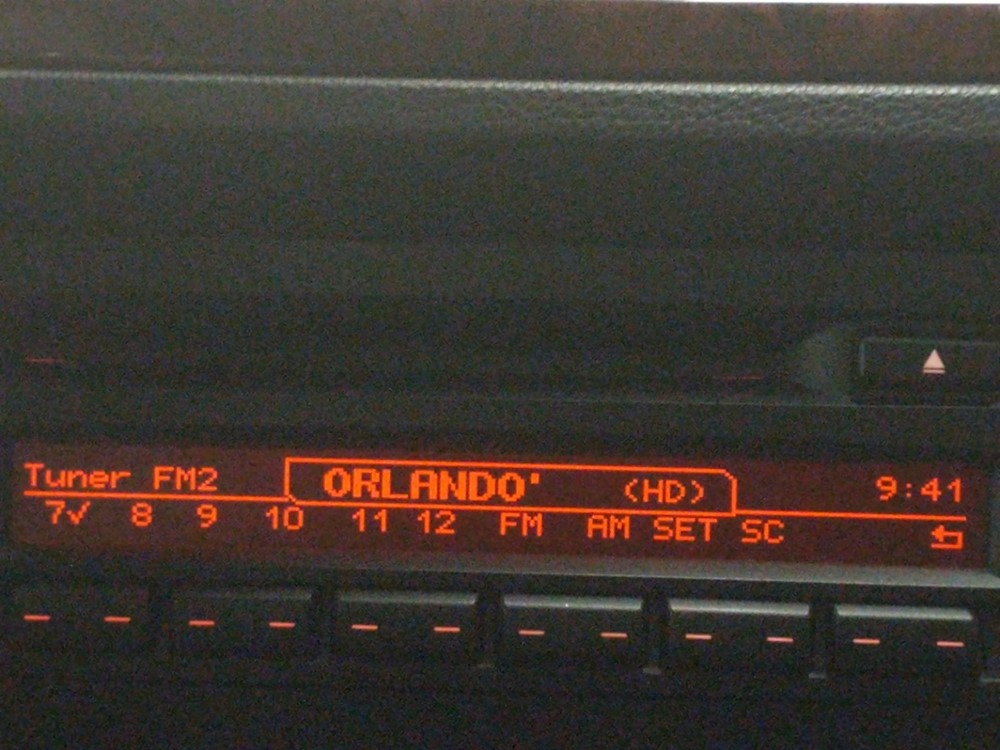 Tuner FM2 ORLANDO' (HD) 9:41
7✓ 8 9 10 11 12 FM AM SET SC